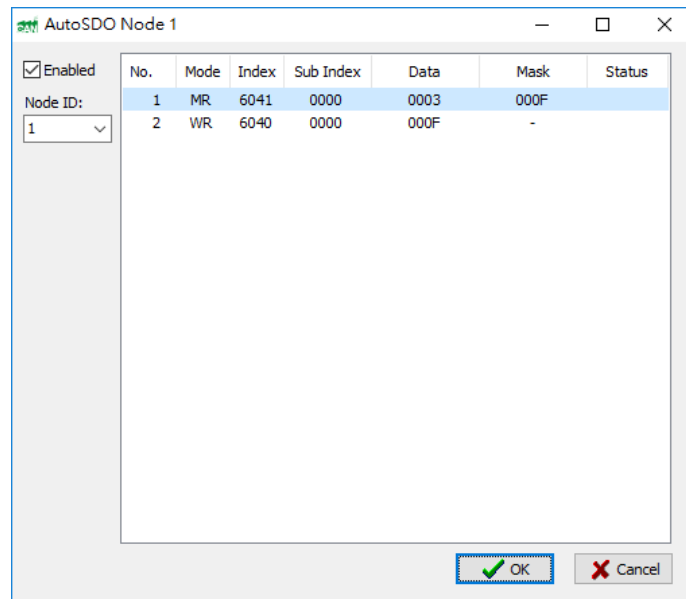 AutoSDO Node 1
Enabled
Node ID:
1
No. Mode Index Sub Index Data Mask Status
1 MR 6041 0000 0003 000F
2 WR 6040 0000 000F -
OK Cancel